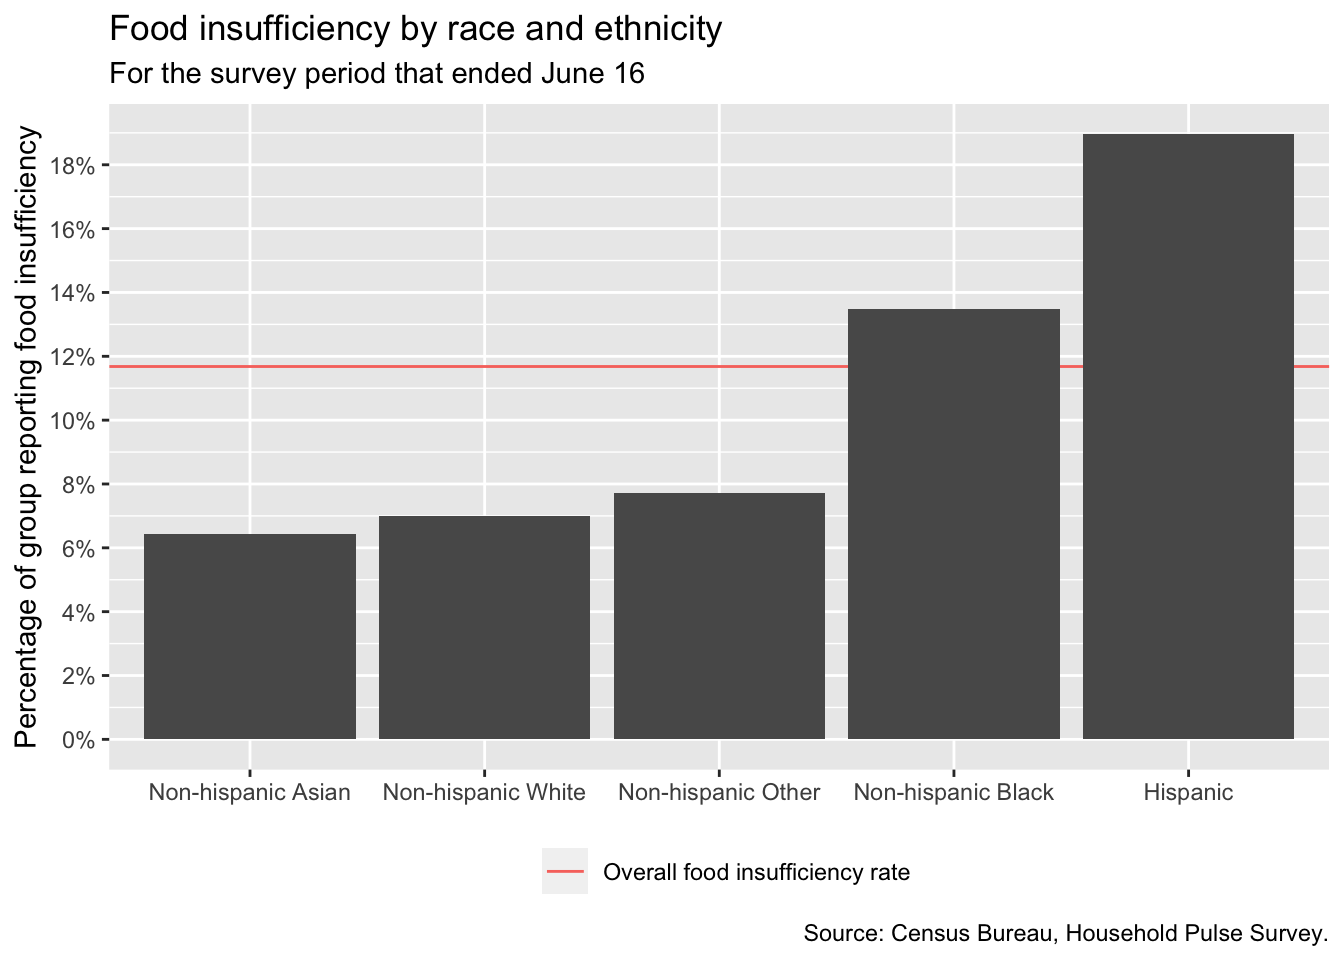 Food insufficiency by race and ethnicity
For the survey period that ended June 16
Percentage of group reporting food insufficiency
18%
16%
14%
12%
10%
8%
6%
4%
2%
0%
Non-hispanic Asian Non-hispanic White Non-hispanic Other Non-hispanic Black Hispanic
Overall food insufficiency rate
Source: Census Bureau, Household Pulse Survey.